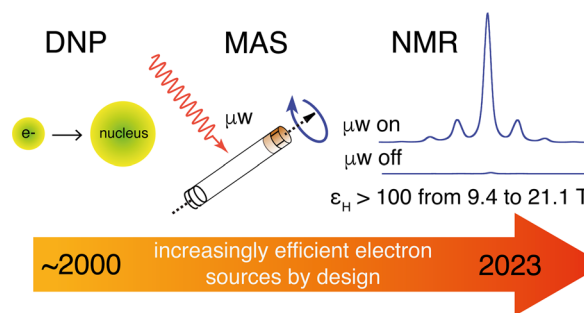 DNP
MAS
NMR
e-
nucleus
μw
μw on
μw off
εH > 100 from 9.4 to 21.1 T
~2000
increasingly efficient electron
sources by design
2023